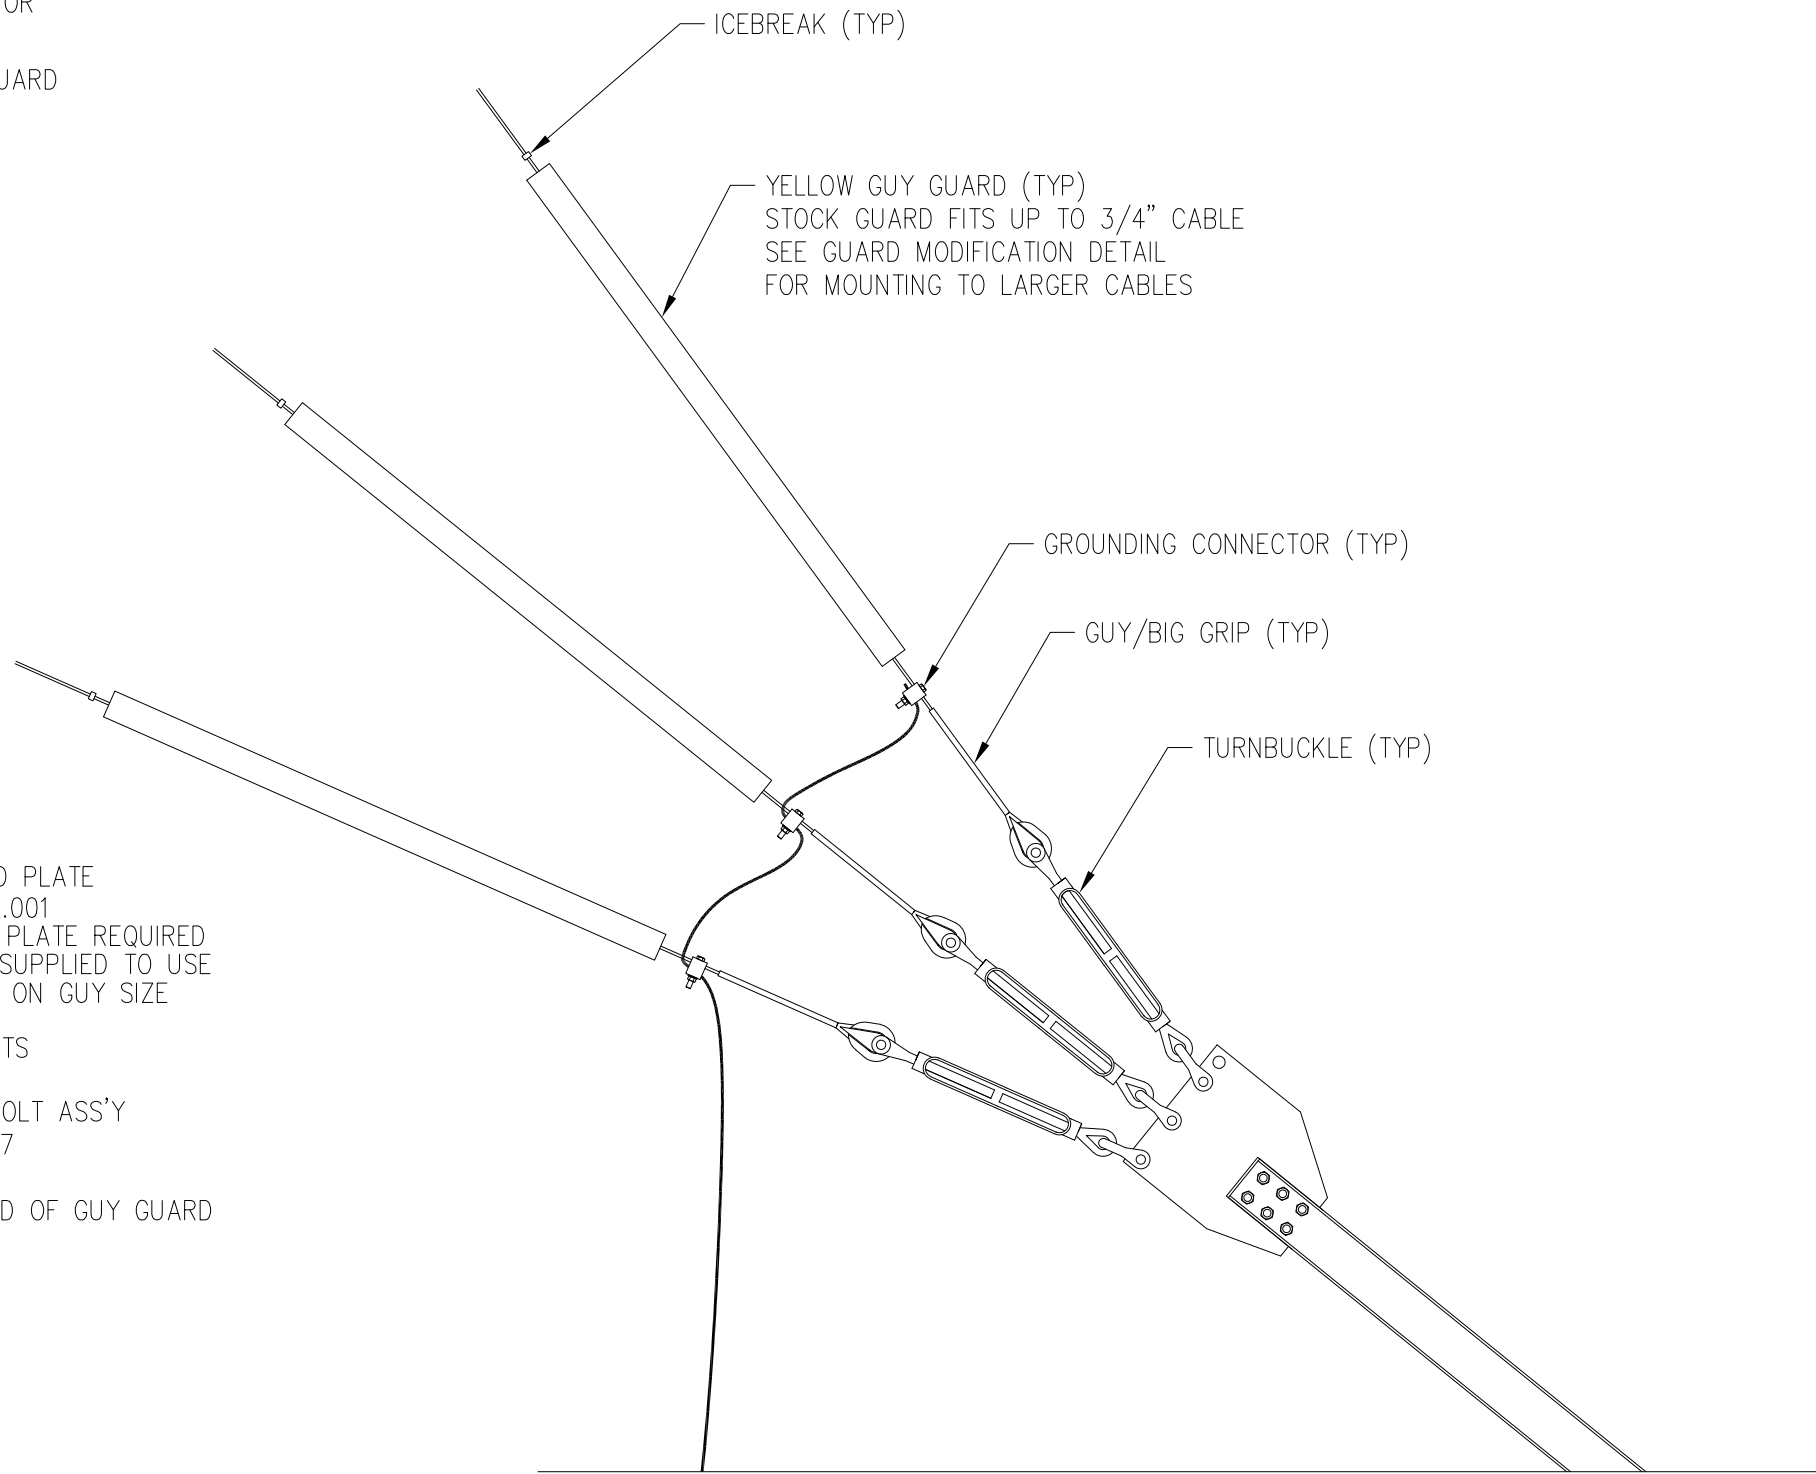 OR
UARD
ICEBREAK (TYP)
YELLOW GUY GUARD (TYP)
STOCK GUARD FITS UP TO 3/4" CABLE
SEE GUARD MODIFICATION DETAIL
FOR MOUNTING TO LARGER CABLES
GROUNDING CONNECTOR (TYP)
GUY/BIG GRIP (TYP)
TURNBUCKLE (TYP)
D PLATE
.001
PLATE REQUIRED
SUPPLIED TO USE
ON GUY SIZE
TS
OLT ASS'Y
7
D OF GUY GUARD